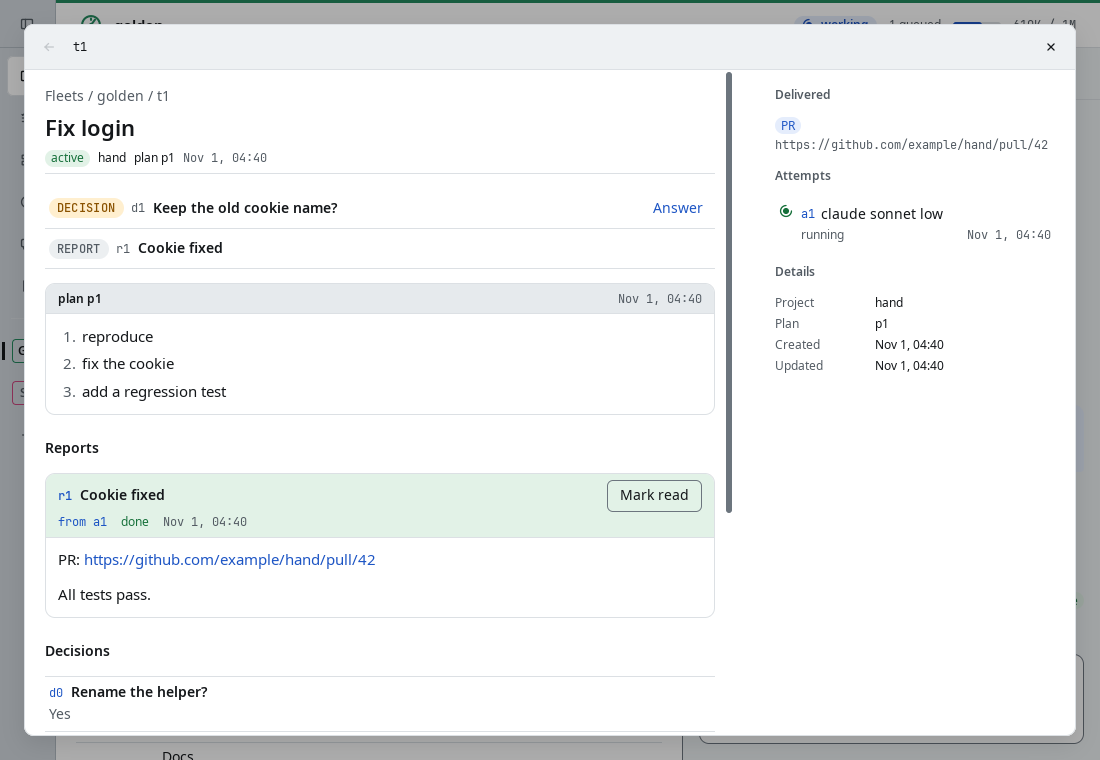 golden
working 1 queued
← t1 ×
Fleets / golden / t1
Fix login
active hand plan p1 Nov 1, 04:40
DECISION d1 Keep the old cookie name? Answer
REPORT r1 Cookie fixed
plan p1 Nov 1, 04:40
1. reproduce
2. fix the cookie
3. add a regression test
Reports
r1 Cookie fixed Mark read
from a1 done Nov 1, 04:40
PR: https://github.com/example/hand/pull/42
All tests pass.
Decisions
d0 Rename the helper?
Yes
Delivered
PR
https://github.com/example/hand/pull/42
Attempts
a1 claude sonnet low
running Nov 1, 04:40
Details
Project hand
Plan p1
Created Nov 1, 04:40
Updated Nov 1, 04:40
Docs